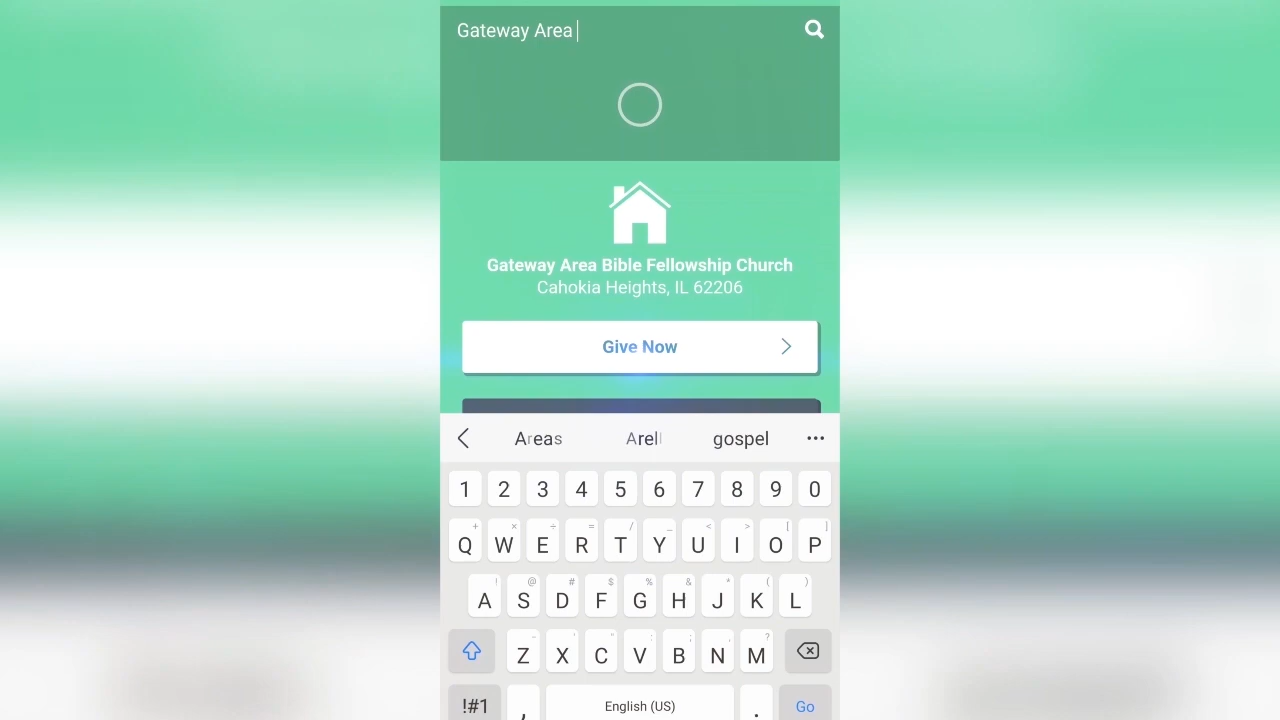 Gateway Area
Gateway Area Bible Fellowship Church
Cahokia Heights, IL 62206
Give Now
Areas Arell gospel
1 2 3 4 5 6 7 8 9 0
+ × ÷ = / _ < > [ ]
Q W E R T Y U I O P
! @ # $ % & * ( )
A S D F G H J K L
- ' " : ; , ?
Z X C V B N M
!#1 , English (US) . Go